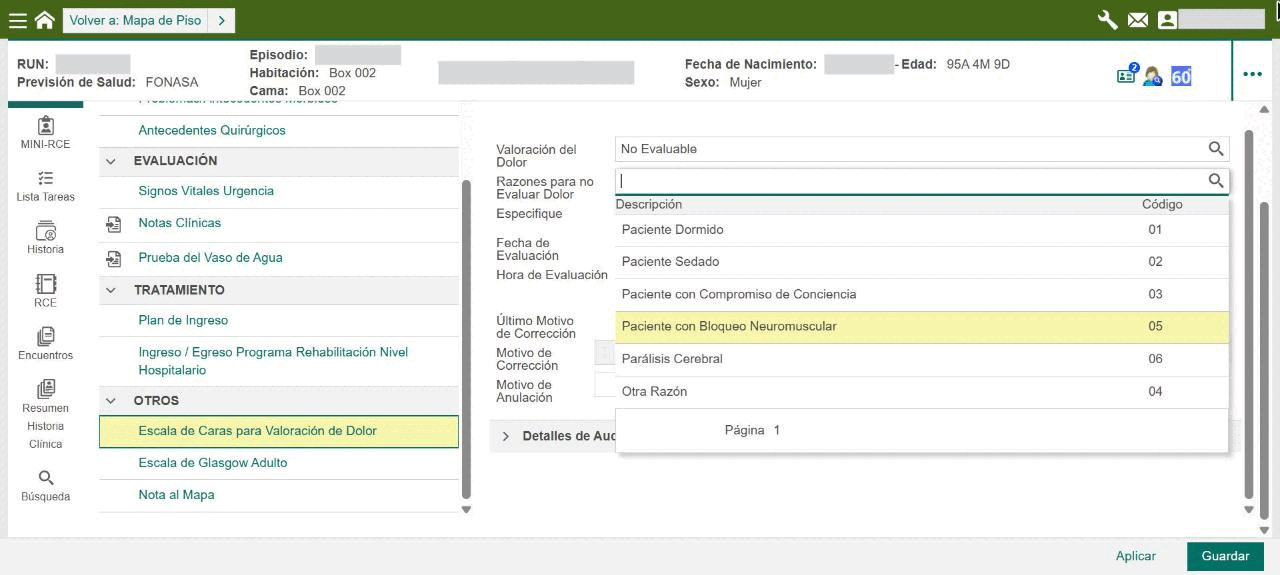 Volver a: Mapa de Piso
RUN:
Previsión de Salud: FONASA
Episodio:
Habitación: Box 002
Cama: Box 002
Fecha de Nacimiento: - Edad: 95A 4M 9D
Sexo: Mujer
2
60
MINI-RCE
Lista Tareas
Historia
RCE
Encuentros
Resumen
Historia
Clínica
Búsqueda
Problemas/Antecedentes Mórbidos
Antecedentes Quirúrgicos
EVALUACIÓN
Signos Vitales Urgencia
Notas Clínicas
Prueba del Vaso de Agua
TRATAMIENTO
Plan de Ingreso
Ingreso / Egreso Programa Rehabilitación Nivel
Hospitalario
OTROS
Escala de Caras para Valoración de Dolor
Escala de Glasgow Adulto
Nota al Mapa
Valoración del
Dolor
No Evaluable
Razones para no
Evaluar Dolor
Especifique
Fecha de
Evaluación
Hora de Evaluación
Último Motivo
de Corrección
Motivo de
Corrección
Motivo de
Anulación
Detalles de Auc
Descripción Código
Paciente Dormido 01
Paciente Sedado 02
Paciente con Compromiso de Conciencia 03
Paciente con Bloqueo Neuromuscular 05
Parálisis Cerebral 06
Otra Razón 04
Página 1
Aplicar
Guardar